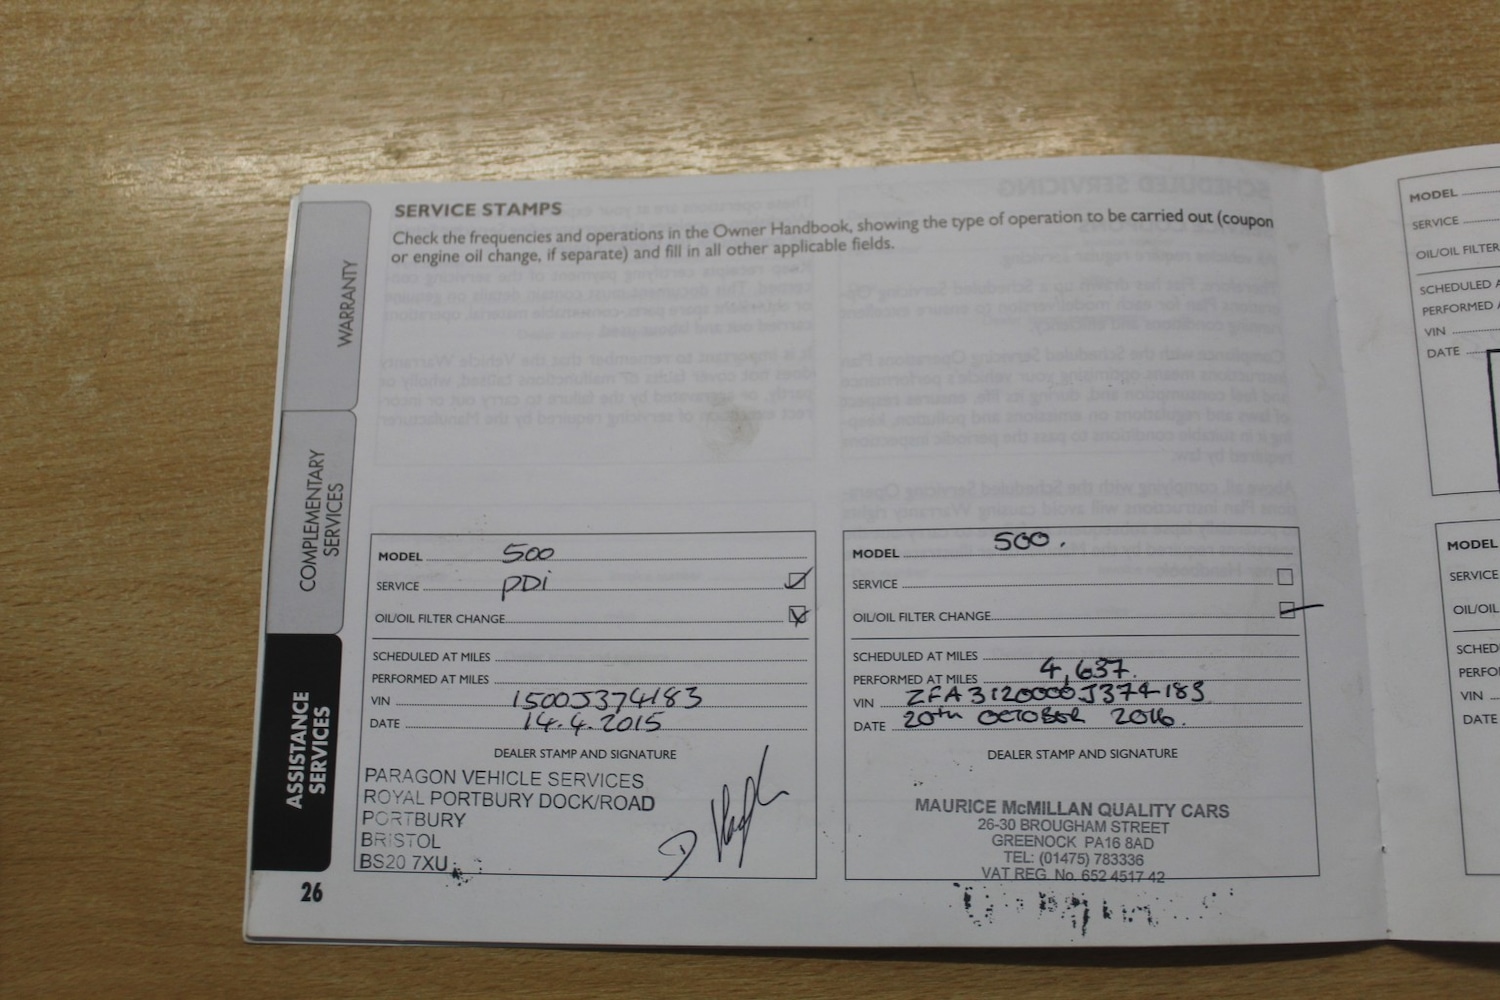 SERVICE STAMPS
Check the frequencies and operations in the Owner Handbook, showing the type of operation to be carried out (coupon
or engine oil change, if separate) and fill in all other applicable fields.
WARRANTY
COMPLEMENTARY
SERVICES
ASSISTANCE
SERVICES
MODEL 500
SERVICE PDi
OIL/OIL FILTER CHANGE
SCHEDULED AT MILES
PERFORMED AT MILES
VIN 1500J374183
DATE 14.4.2015
DEALER STAMP AND SIGNATURE
PARAGON VEHICLE SERVICES
ROYAL PORTBURY DOCK/ROAD
PORTBURY
BRISTOL
BS20 7XU
MODEL 500.
SERVICE
OIL/OIL FILTER CHANGE
SCHEDULED AT MILES
PERFORMED AT MILES 4,637.
VIN ZFA3120000J374183
DATE 20th OCTOBER 2016.
DEALER STAMP AND SIGNATURE
MAURICE McMILLAN QUALITY CARS
26-30 BROUGHAM STREET
GREENOCK PA16 8AD
TEL: (01475) 783336
VAT REG. No. 652 4517 42
26
MODEL
SERVICE
OIL/OIL FILTER
SCHEDULED
PERFORMED
VIN
DATE
MODEL
SERVICE
OIL/OIL
SCHED
PERFO
VIN
DATE